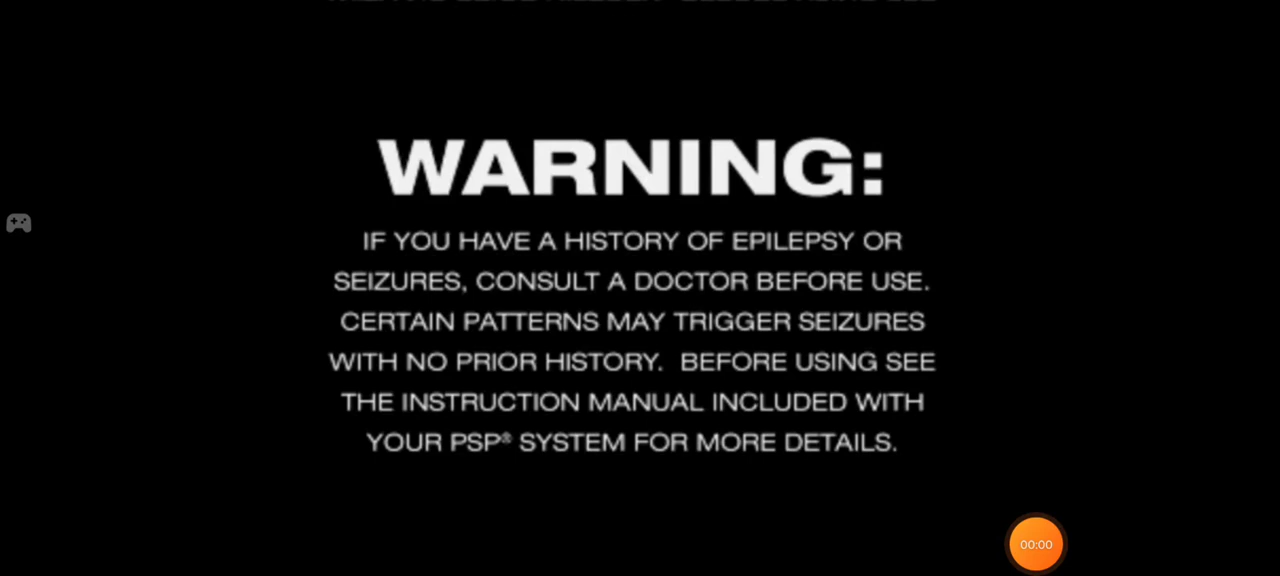 WARNING:
IF YOU HAVE A HISTORY OF EPILEPSY OR
SEIZURES, CONSULT A DOCTOR BEFORE USE.
CERTAIN PATTERNS MAY TRIGGER SEIZURES
WITH NO PRIOR HISTORY.  BEFORE USING SEE
THE INSTRUCTION MANUAL INCLUDED WITH
YOUR PSP® SYSTEM FOR MORE DETAILS.
00:00